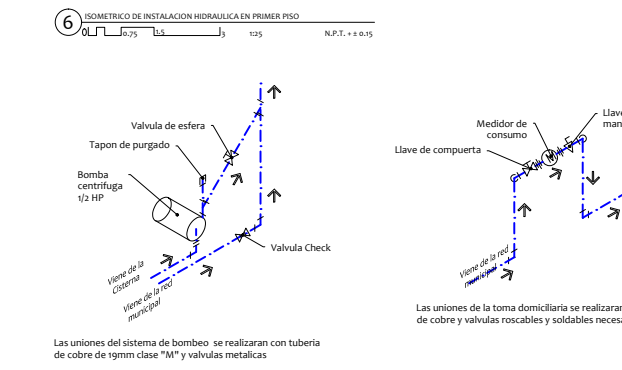 6
ISOMETRICO DE INSTALACION HIDRAULICA EN PRIMER PISO
0 0.75 1.5 3 1:25 N.P.T. + ± 0.15
Valvula de esfera
Tapon de purgado
Bomba
centrifuga
1/2 HP
Valvula Check
Viene de la
Cisterna
Viene de la red
municipal
Las uniones del sistema de bombeo se realizaran con tuberia
de cobre de 19mm clase "M" y valvulas metalicas
Medidor de
consumo
Llave de compuerta
M
Viene de la red
municipal
Las uniones de la toma domiciliaria se realizaran
de cobre y valvulas roscables y soldables